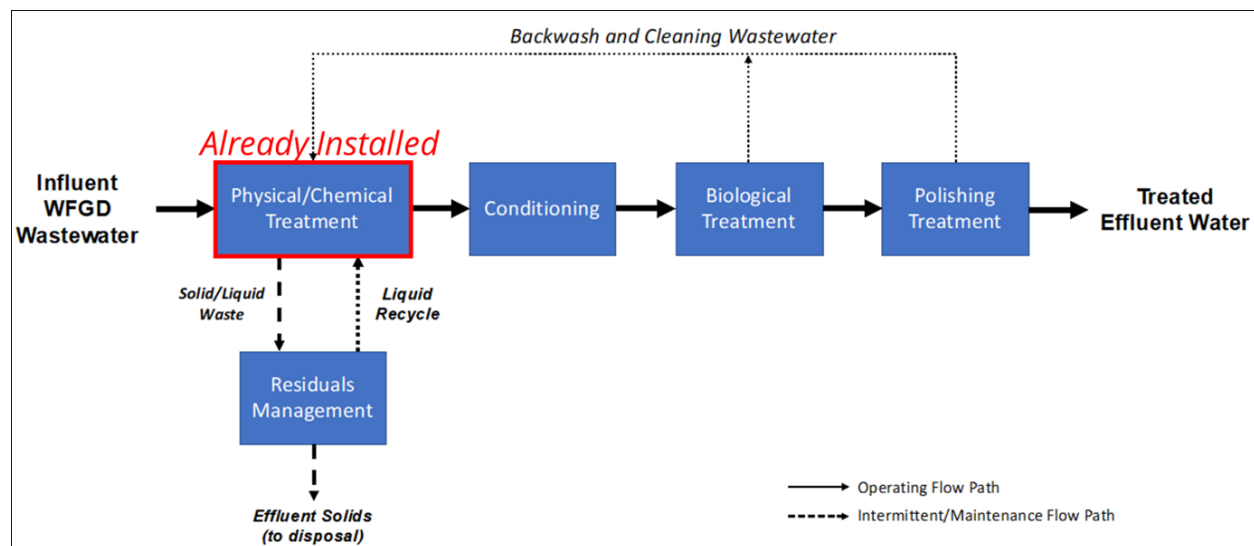 Backwash and Cleaning Wastewater
Already Installed
Influent
WFGD
Wastewater
Physical/Chemical
Treatment
Conditioning
Biological
Treatment
Polishing
Treatment
Treated
Effluent Water
Solid/Liquid
Waste
Liquid
Recycle
Residuals
Management
Effluent Solids
(to disposal)
Operating Flow Path
Intermittent/Maintenance Flow Path